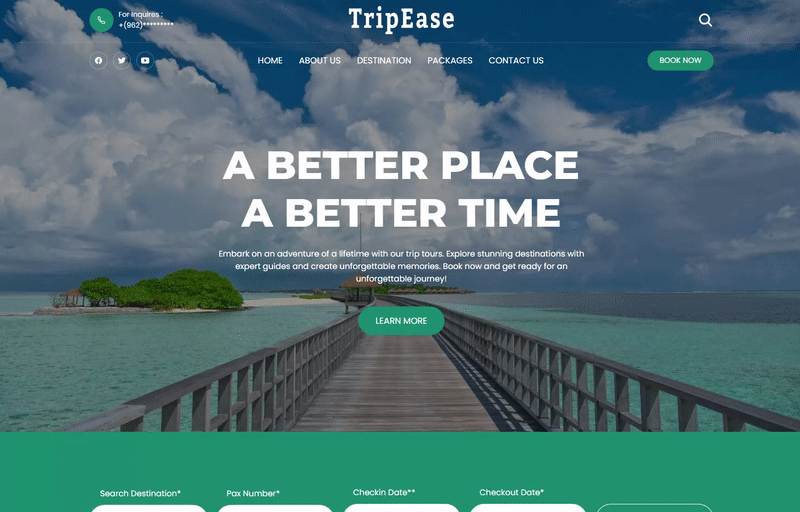 For Inquires :
+(962)*********
TripEase
HOME
ABOUT US
DESTINATION
PACKAGES
CONTACT US
BOOK NOW
A BETTER PLACE
A BETTER TIME
Embark on an adventure of a lifetime with our trip tours. Explore stunning destinations with
expert guides and create unforgettable memories. Book now and get ready for an
unforgettable journey!
LEARN MORE
Search Destination*
Pax Number*
Checkin Date**
Checkout Date*